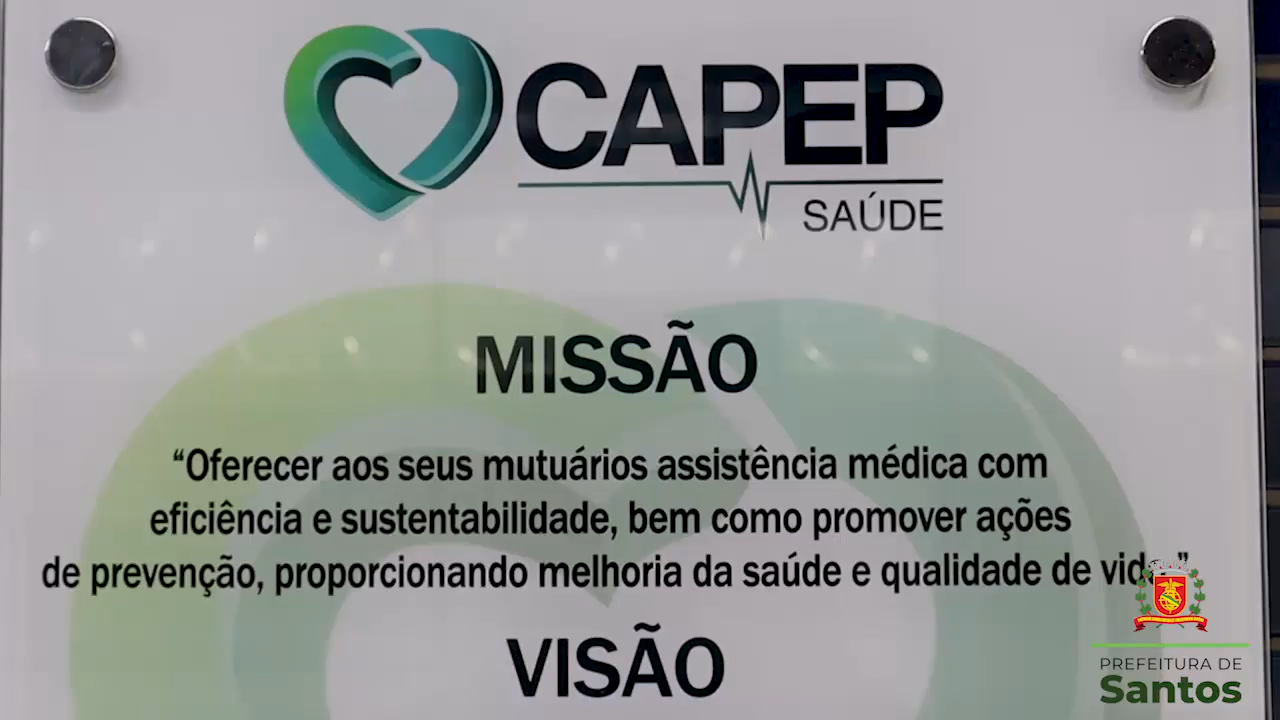 CAPEP
SAÚDE
MISSÃO
“Oferecer aos seus mutuários assistência médica com
eficiência e sustentabilidade, bem como promover ações
de prevenção, proporcionando melhoria da saúde e qualidade de vida.”
VISÃO
PREFEITURA DE
Santos